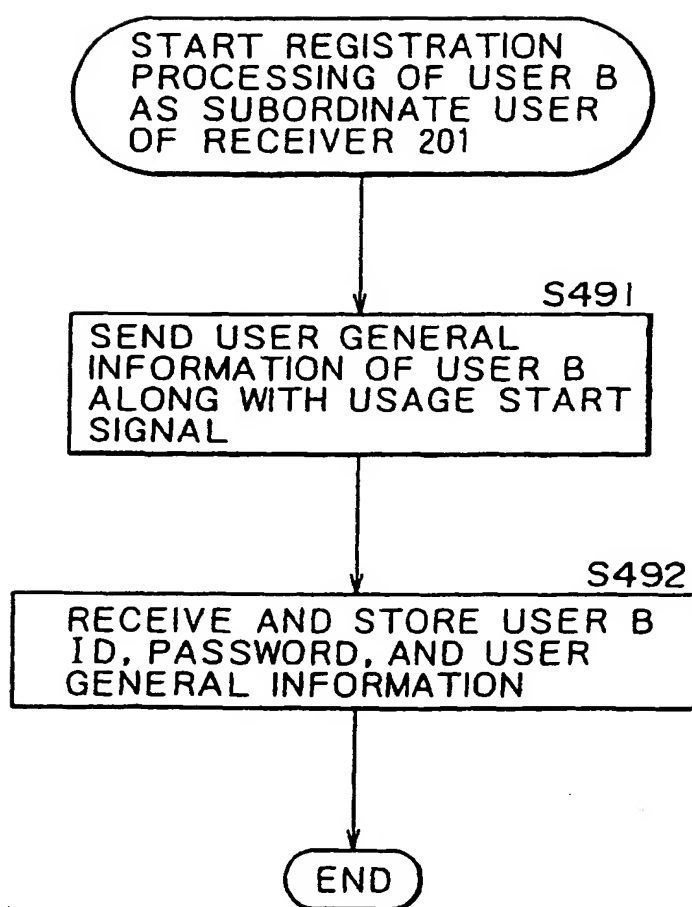 START REGISTRATION
PROCESSING OF USER B
AS SUBORDINATE USER
OF RECEIVER 201
S491
SEND USER GENERAL
INFORMATION OF USER B
ALONG WITH USAGE START
SIGNAL
S492
RECEIVE AND STORE USER B
ID, PASSWORD, AND USER
GENERAL INFORMATION
END